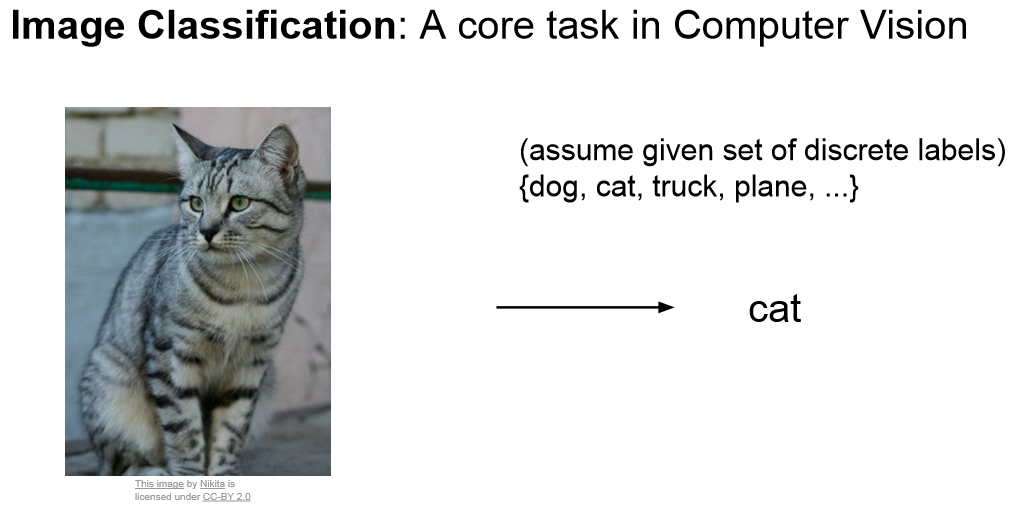 Image Classification: A core task in Computer Vision
(assume given set of discrete labels)
{dog, cat, truck, plane, ...}
cat
This image by Nikita is
licensed under CC-BY 2.0